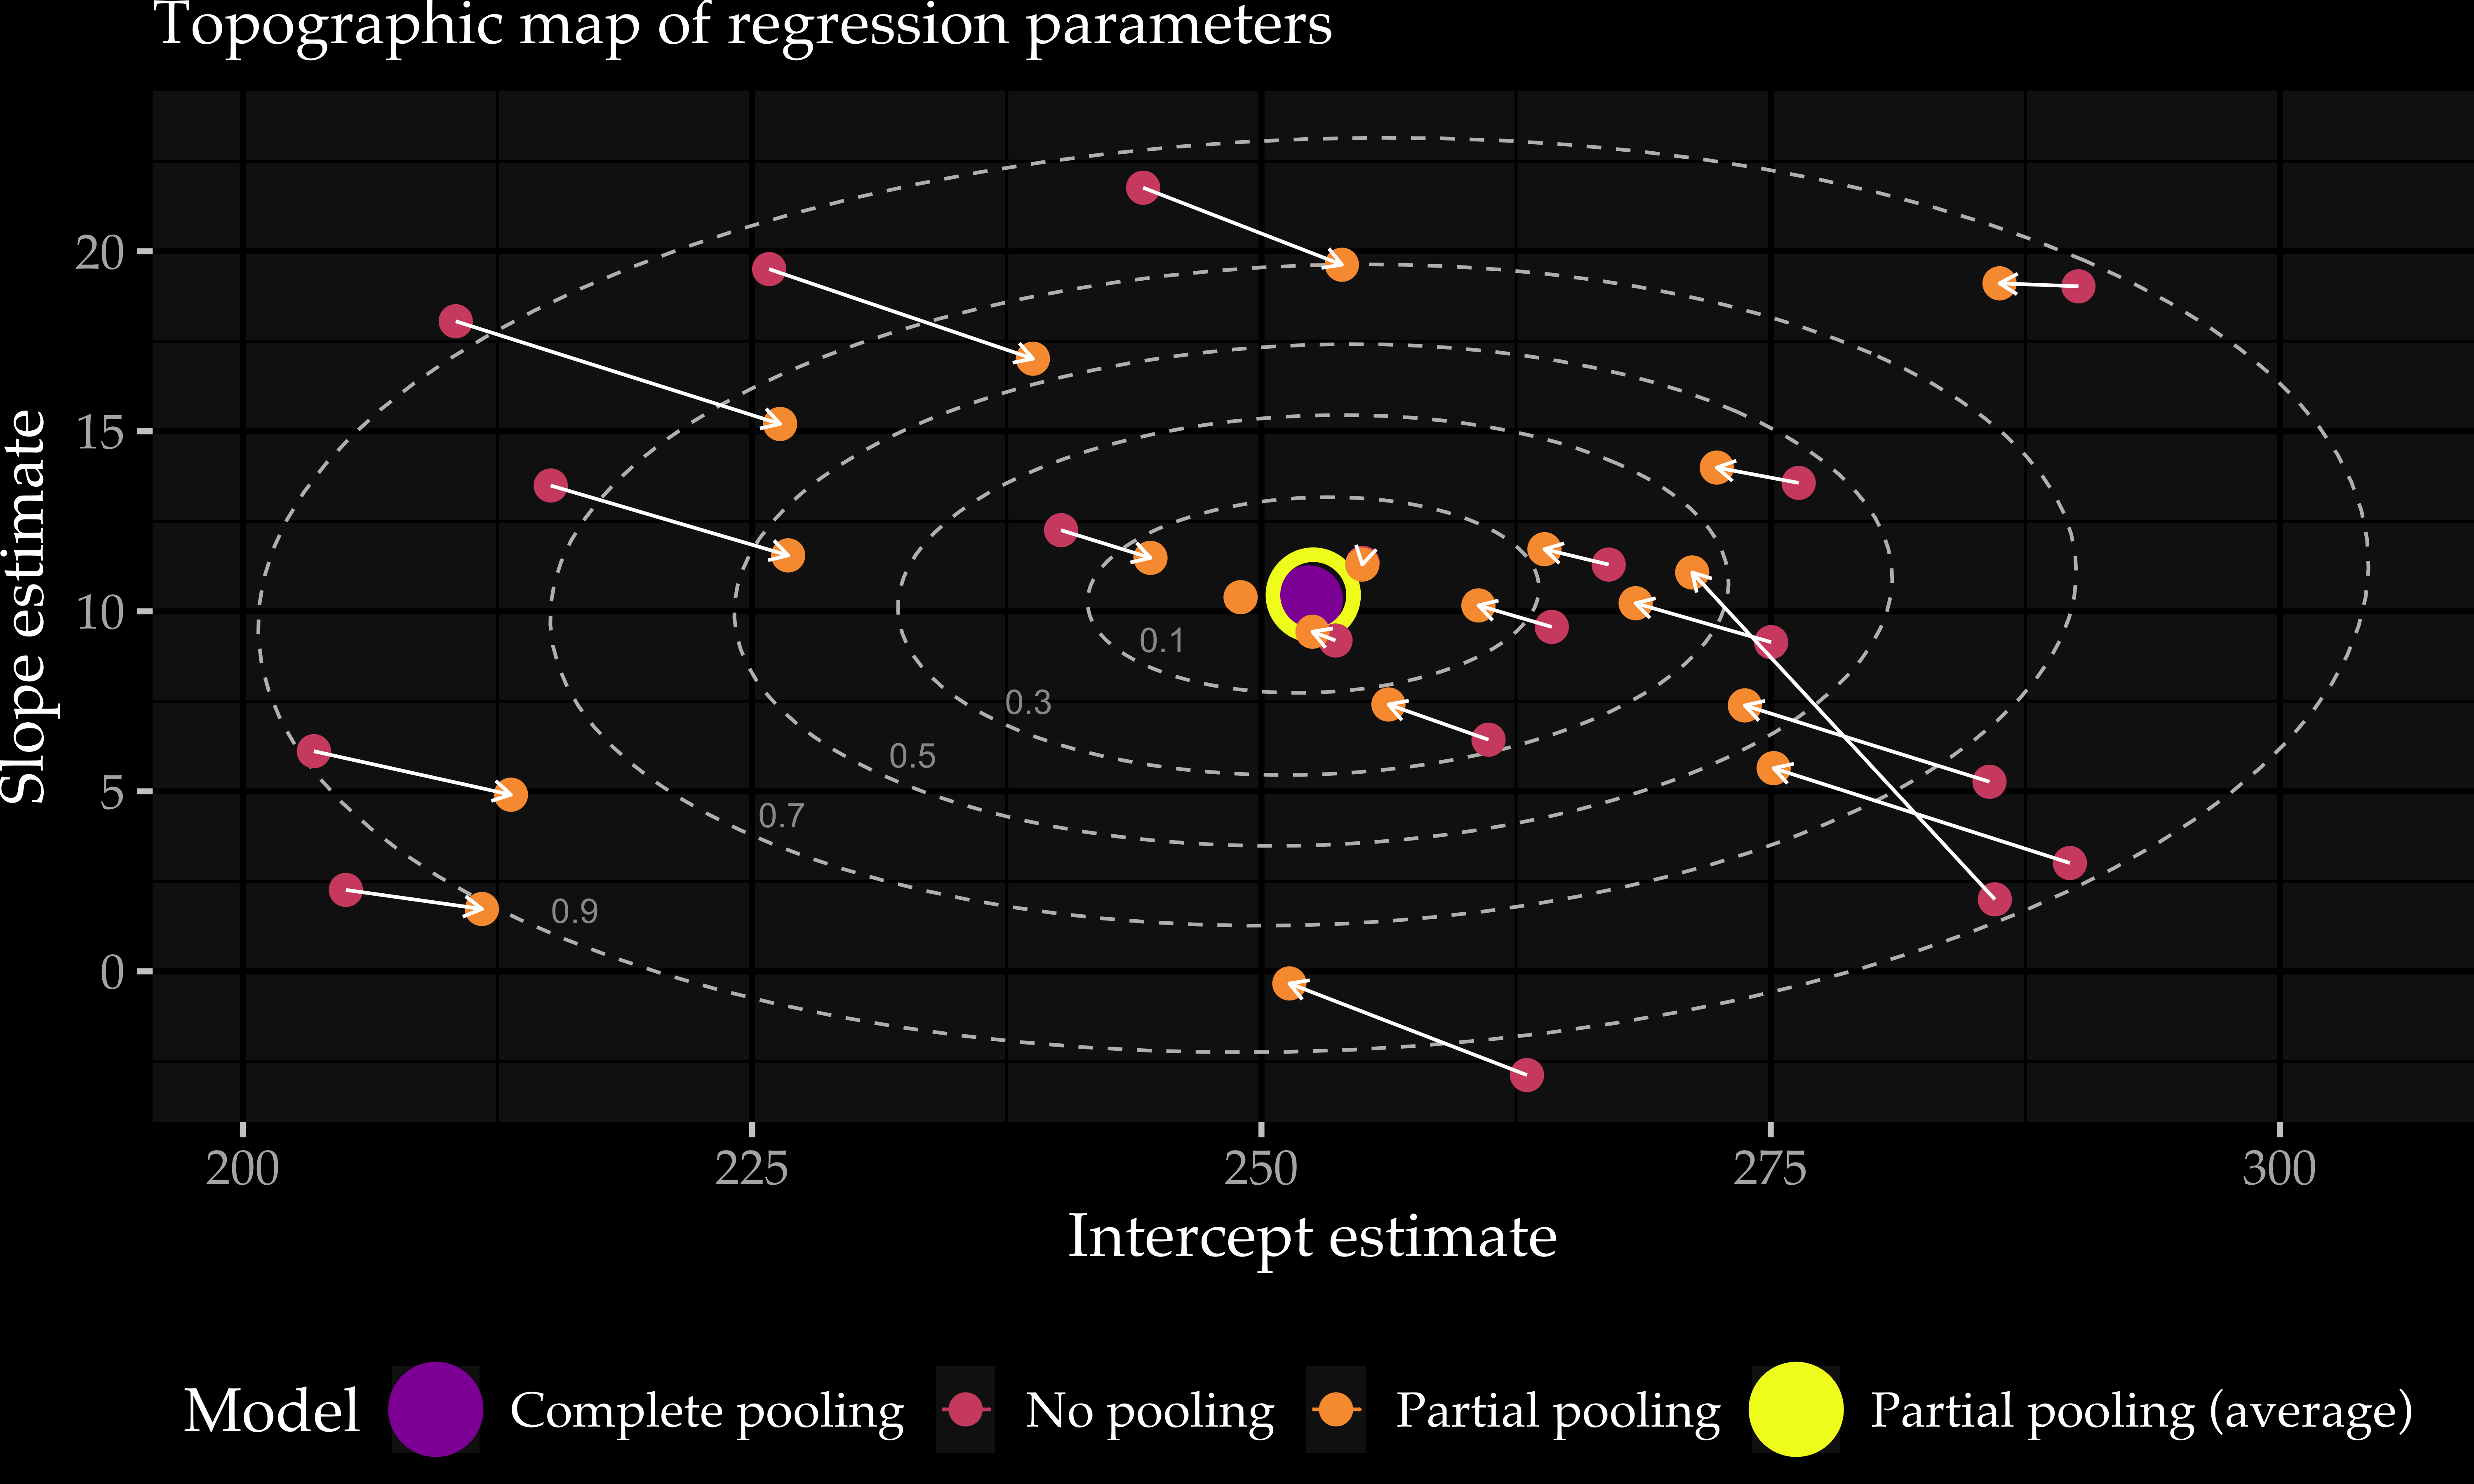 Topographic map of regression parameters
Slope estimate
20
15
10
5
0
0.1
0.3
0.5
0.7
0.9
200 225 250 275 300
Intercept estimate
Model Complete pooling No pooling Partial pooling Partial pooling (average)